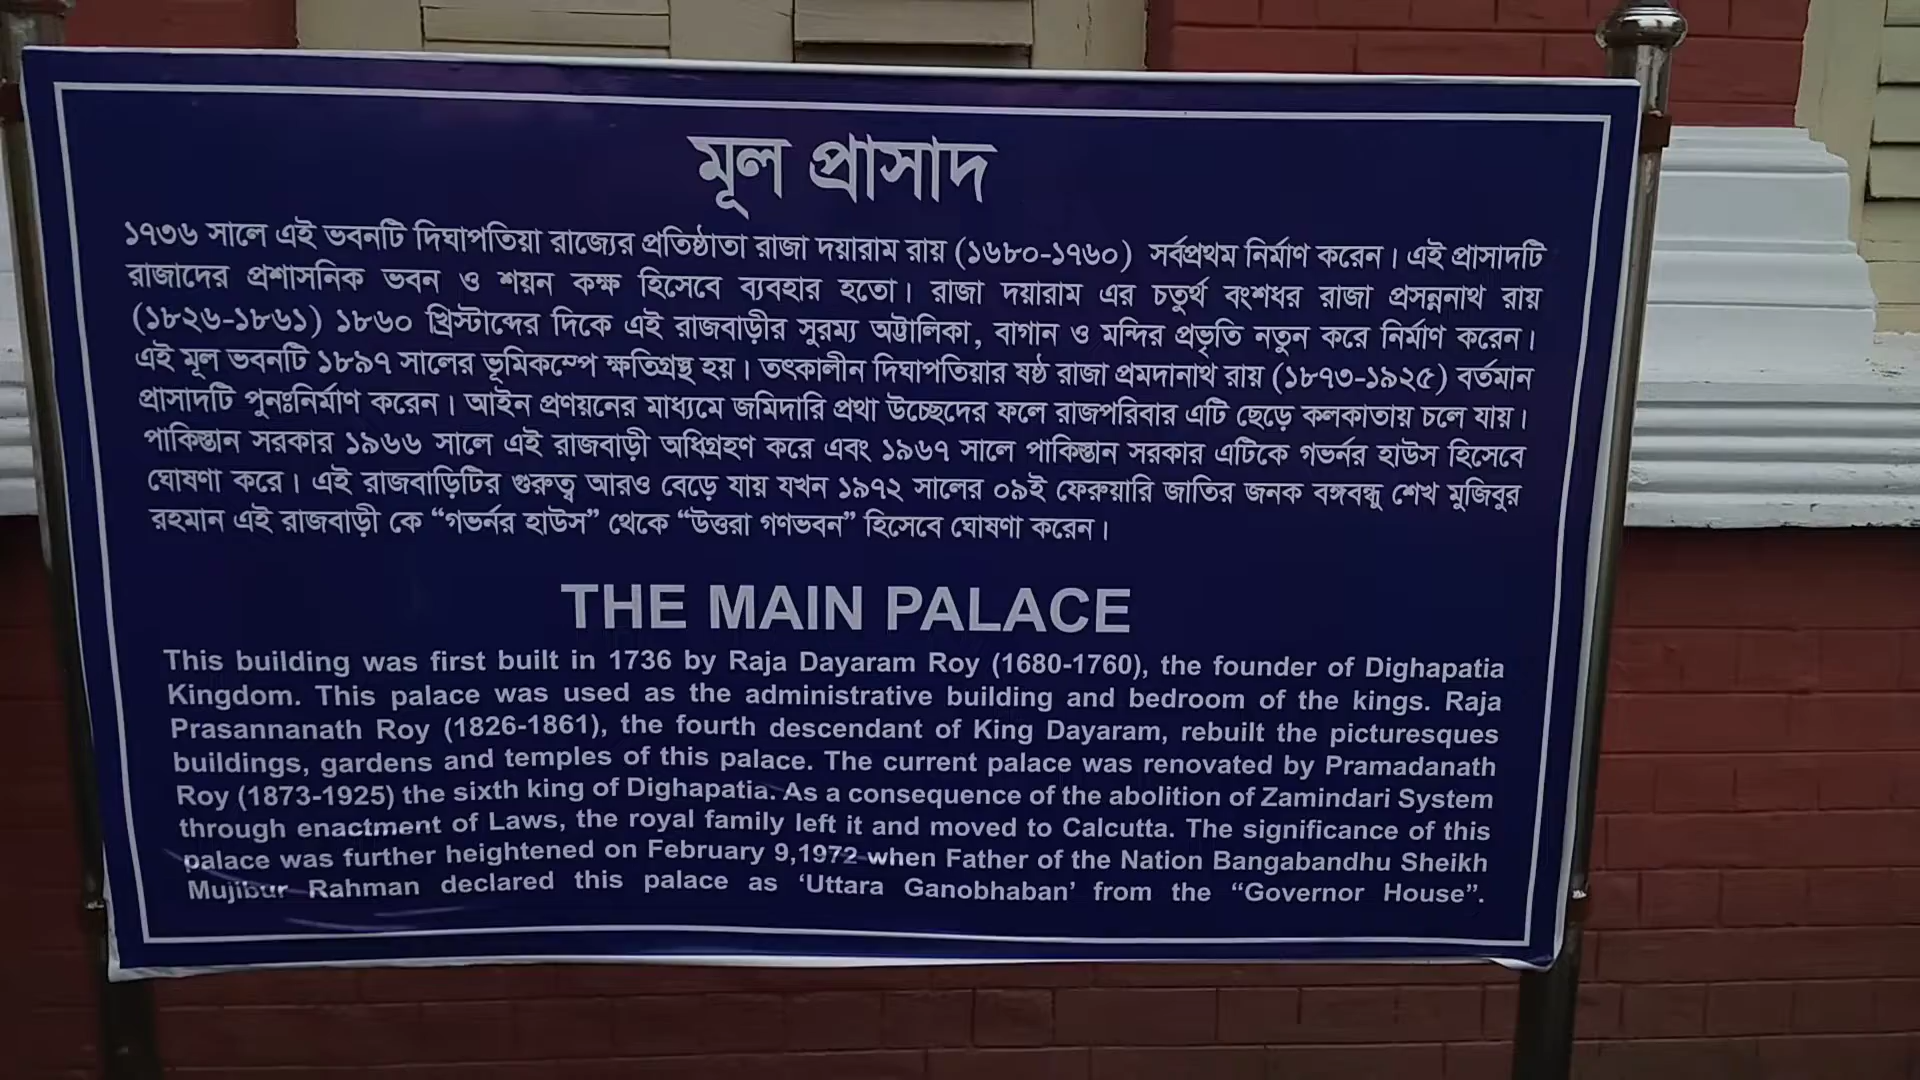 মূল প্রাসাদ
১৭৩৬ সালে এই ভবনটি দিঘাপতিয়া রাজ্যের প্রতিষ্ঠাতা রাজা দয়ারাম রায় (১৬৮০-১৭৬০) সর্বপ্রথম নির্মাণ করেন। এই প্রাসাদটি
রাজাদের প্রশাসনিক ভবন ও শয়ন কক্ষ হিসেবে ব্যবহার হতো। রাজা দয়ারাম এর চতুর্থ বংশধর রাজা প্রসন্ননাথ রায়
(১৮২৬-১৮৬১) ১৮৬০ খ্রিস্টাব্দের দিকে এই রাজবাড়ীর সুরম্য অট্টালিকা, বাগান ও মন্দির প্রভৃতি নতুন করে নির্মাণ করেন।
এই মূল ভবনটি ১৮৯৭ সালের ভূমিকম্পে ক্ষতিগ্রস্থ হয়। তৎকালীন দিঘাপতিয়ার ষষ্ঠ রাজা প্রমদানাথ রায় (১৮৭৩-১৯২৫) বর্তমান
প্রাসাদটি পুনঃনির্মাণ করেন। আইন প্রণয়নের মাধ্যমে জমিদারি প্রথা উচ্ছেদের ফলে রাজপরিবার এটি ছেড়ে কলকাতায় চলে যায়।
পাকিস্তান সরকার ১৯৬৬ সালে এই রাজবাড়ী অধিগ্রহণ করে এবং ১৯৬৭ সালে পাকিস্তান সরকার এটিকে গভর্নর হাউস হিসেবে
ঘোষণা করে। এই রাজবাড়িটির গুরুত্ব আরও বেড়ে যায় যখন ১৯৭২ সালের ০৯ই ফেরুয়ারি জাতির জনক বঙ্গবন্ধু শেখ মুজিবুর
রহমান এই রাজবাড়ী কে “গভর্নর হাউস” থেকে “উত্তরা গণভবন” হিসেবে ঘোষণা করেন।
THE MAIN PALACE
This building was first built in 1736 by Raja Dayaram Roy (1680-1760), the founder of Dighapatia
Kingdom. This palace was used as the administrative building and bedroom of the kings. Raja
Prasannanath Roy (1826-1861), the fourth descendant of King Dayaram, rebuilt the picturesques
buildings, gardens and temples of this palace. The current palace was renovated by Pramadanath
Roy (1873-1925) the sixth king of Dighapatia. As a consequence of the abolition of Zamindari System
through enactment of Laws, the royal family left it and moved to Calcutta. The significance of this
palace was further heightened on February 9,1972 when Father of the Nation Bangabandhu Sheikh
Mujibur Rahman declared this palace as ‘Uttara Ganobhaban’ from the “Governor House”.